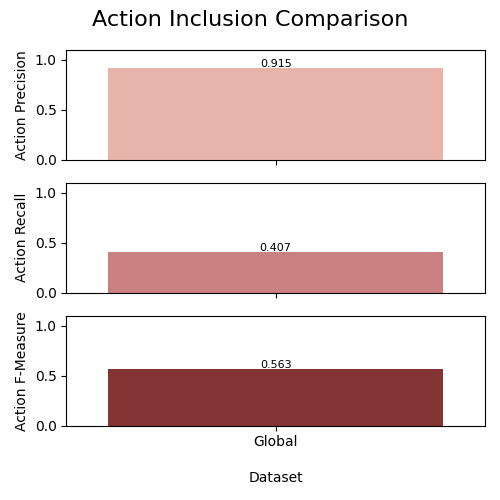 Action Inclusion Comparison
Action Precision
1.0
0.5
0.0
0.915
Action Recall
1.0
0.5
0.0
0.407
Action F-Measure
1.0
0.5
0.0
0.563
Global
Dataset